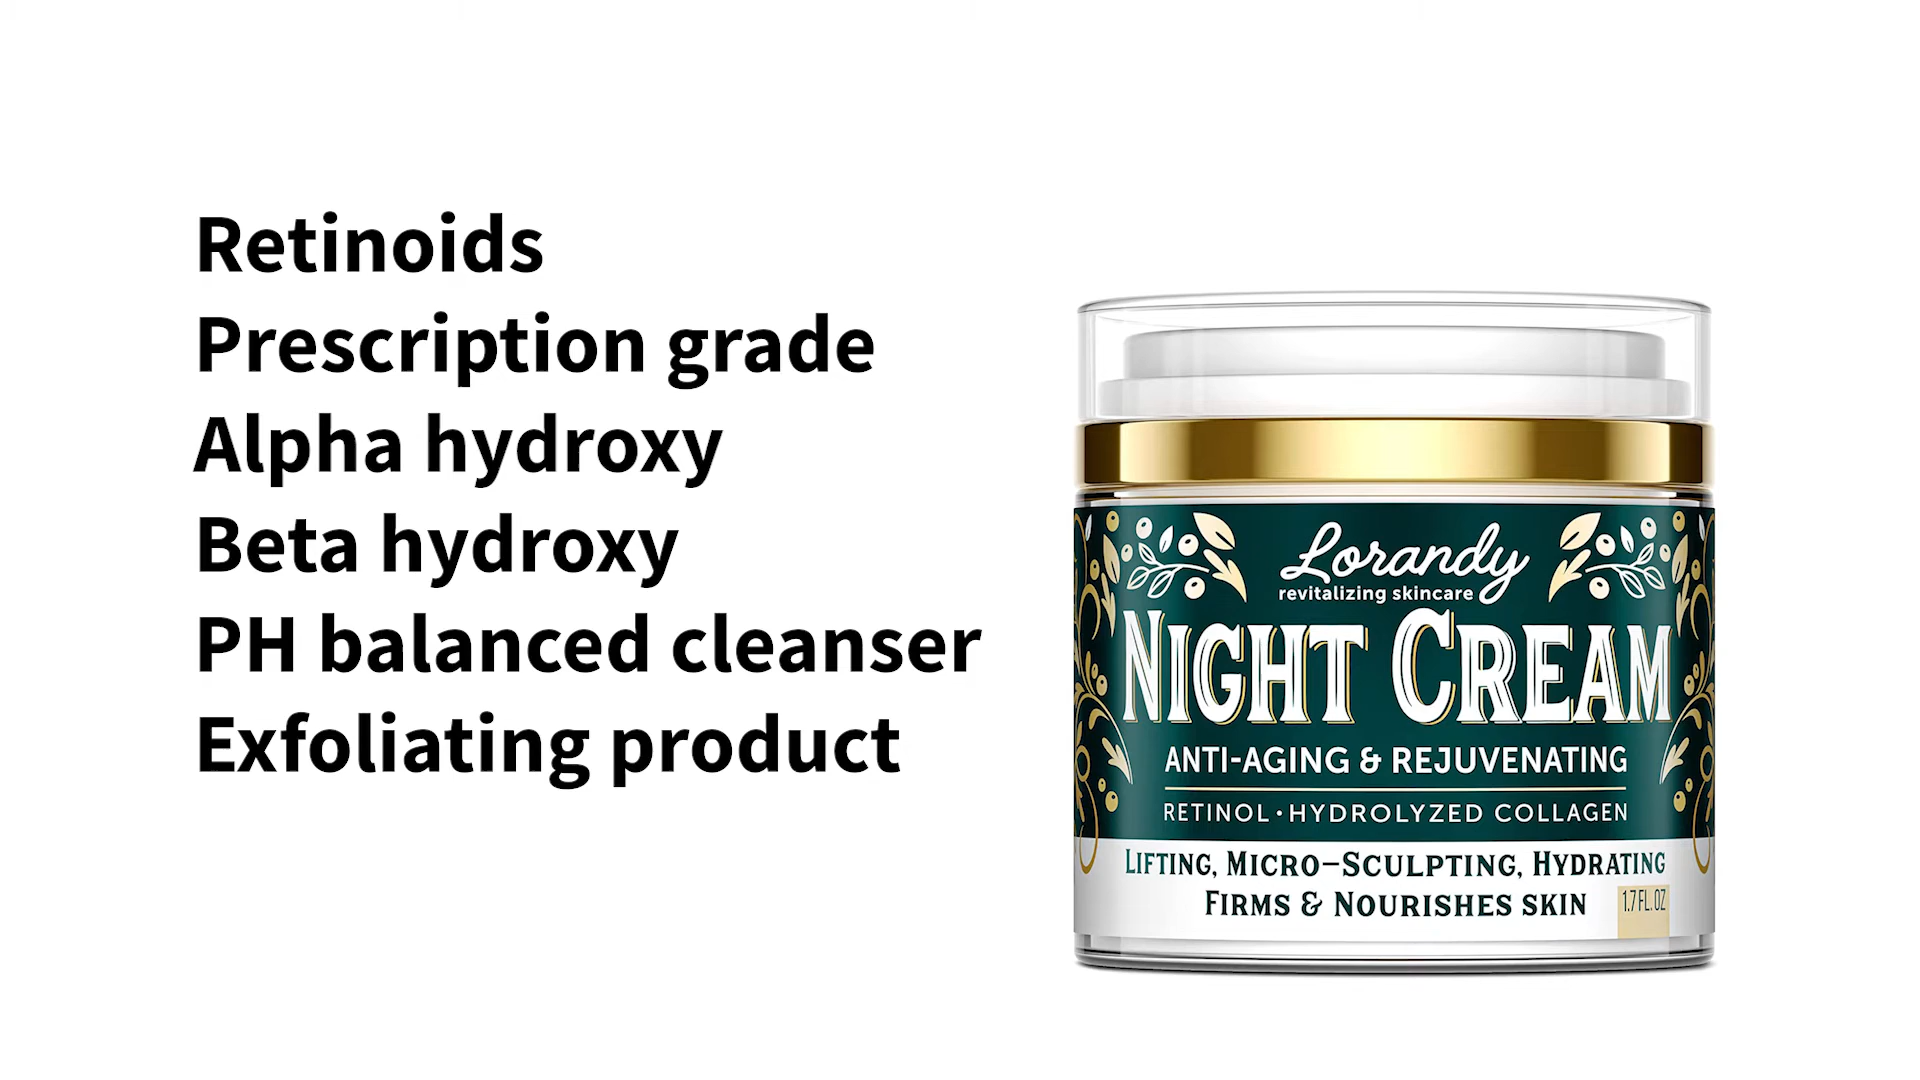 Retinoids
Prescription grade
Alpha hydroxy
Beta hydroxy
PH balanced cleanser
Exfoliating product
Lorandy
revitalizing skincare
NIGHT CREAM
ANTI-AGING & REJUVENATING
RETINOL · HYDROLYZED COLLAGEN
LIFTING, MICRO-SCULPTING, HYDRATING
FIRMS & NOURISHES SKIN
1.7 FL. OZ